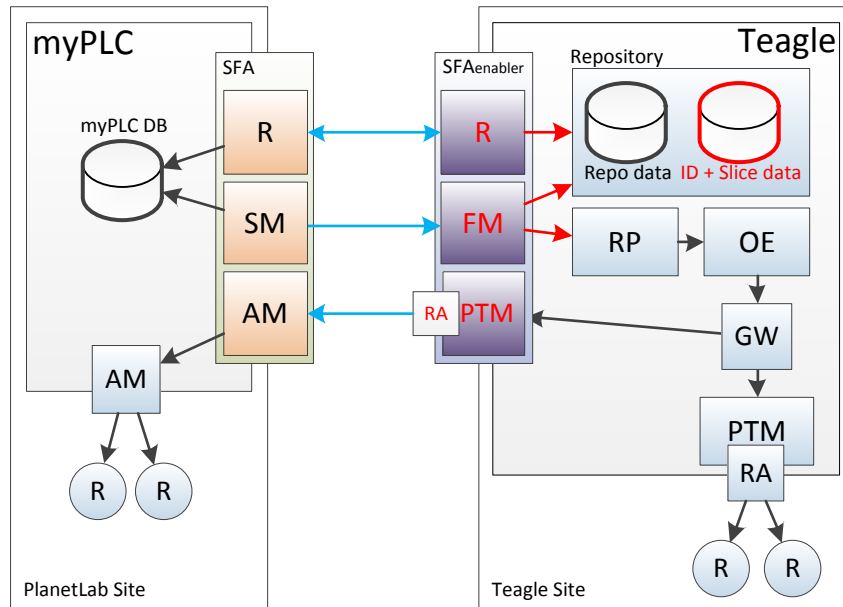 myPLC
Teagle
SFA
SFAenabler
Repository
myPLC DB
R
R
Repo data
ID + Slice data
SM
FM
RP
OE
AM
RA
PTM
GW
AM
PTM
RA
R
R
R
R
PlanetLab Site
Teagle Site